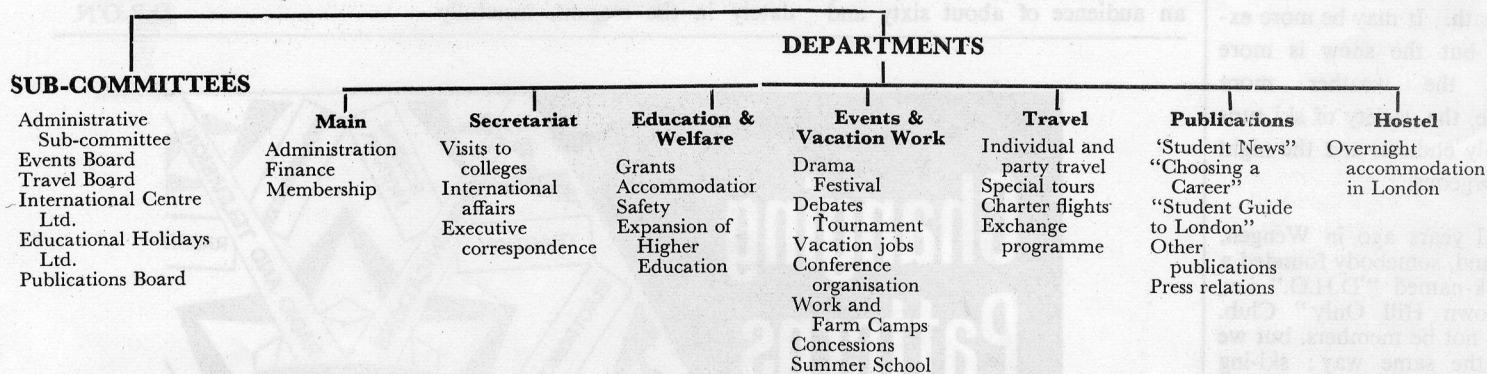 DEPARTMENTS
SUB-COMMITTEES
Administrative
Sub-committee
Events Board
Travel Board
International Centre
Ltd.
Educational Holidays
Ltd.
Publications Board
Main
Administration
Finance
Membership
Secretariat
Visits to
colleges
International
affairs
Executive
correspondence
Education &
Welfare
Grants
Accommodation
Safety
Expansion of
Higher
Education
Events &
Vacation Work
Drama
Festival
Debates
Tournament
Vacation jobs
Conference
organisation
Work and
Farm Camps
Concessions
Summer School
Travel
Individual and
party travel
Special tours
Charter flights
Exchange
programme
Publications
'Student News"
"Choosing a
Career"
"Student Guide
to London"
Other
publications
Press relations
Hostel
Overnight
accommodation
in London